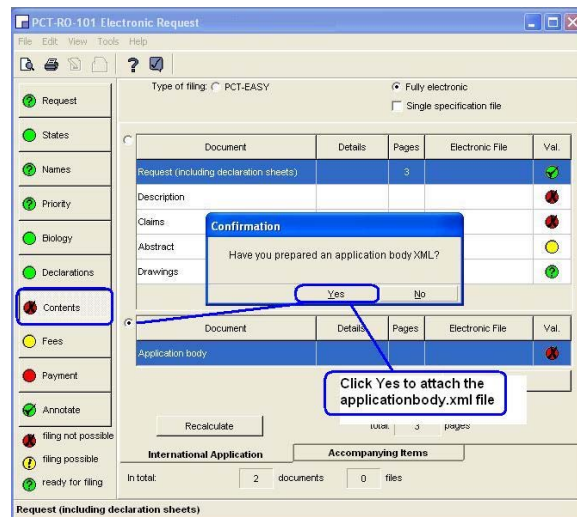 PCT-RO-101 Electronic Request
File Edit View Tools Help
Type of filing: PCT-EASY
Fully electronic
Single specification file
Request
States
Names
Priority
Biology
Declarations
Contents
Fees
Payment
Annotate
filing not possible
filing possible
ready for filing
Document Details Pages Electronic File Val.
Request (including declaration sheets) 3
Description
Claims
Abstract
Drawings
Confirmation
Have you prepared an application body XML?
Yes No
Document Details Pages Electronic File Val.
Application body
Click Yes to attach the
applicationbody.xml file
Recalculate
total: 3 pages
International Application Accompanying Items
In total: 2 documents 0 files
Request (including declaration sheets)